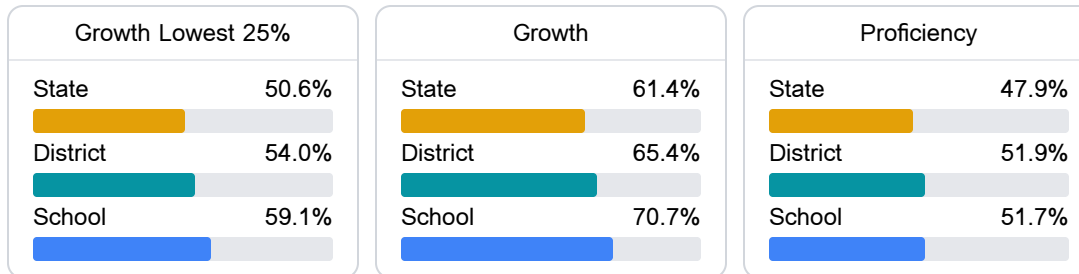 Growth Lowest 25%
State 50.6%
District 54.0%
School 59.1%
Growth
State 61.4%
District 65.4%
School 70.7%
Proficiency
State 47.9%
District 51.9%
School 51.7%